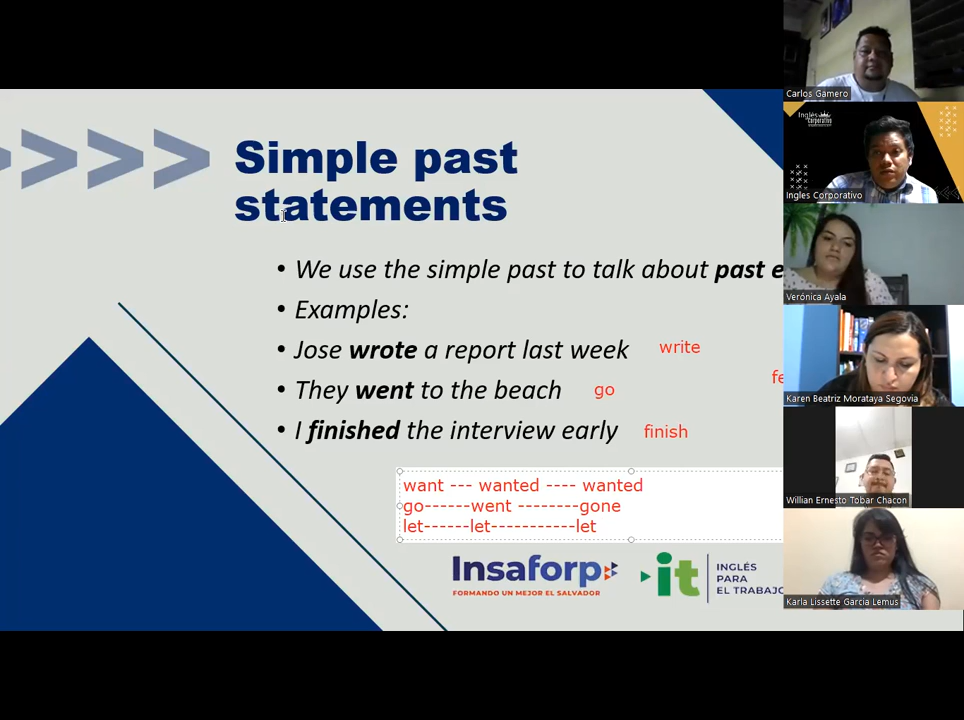 >>>>
Simple past
statements
• We use the simple past to talk about past e
• Examples:
• Jose wrote a report last week write
fe
• They went to the beach go
• I finished the interview early finish
want --- wanted ---- wanted
go------went --------gone
let------let-----------let
Insaforp
FORMANDO UN MEJOR EL SALVADOR
it
INGLÉS
PARA
EL TRABAJO
Carlos Gamero
Inglés
Corporativo
Ingles Corporativo
Verónica Ayala
Karen Beatriz Morataya Segovia
Willian Ernesto Tobar Chacon
Karla Lissette Garcia Lemus